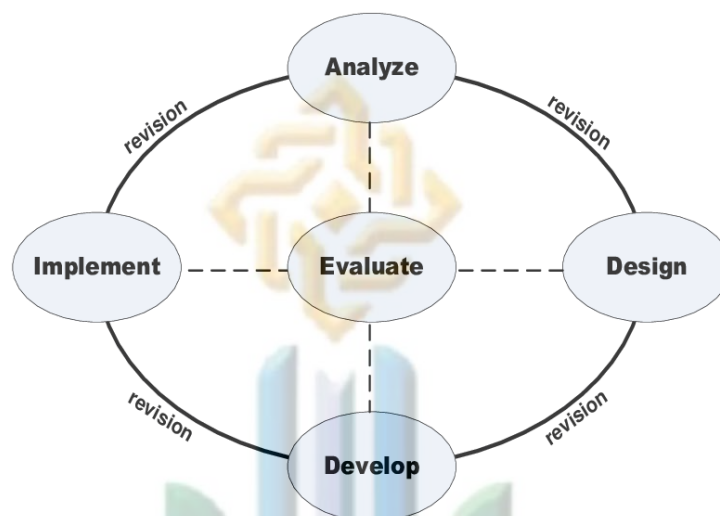 Analyze
revision
revision
Implement
Evaluate
Design
revision
revision
Develop